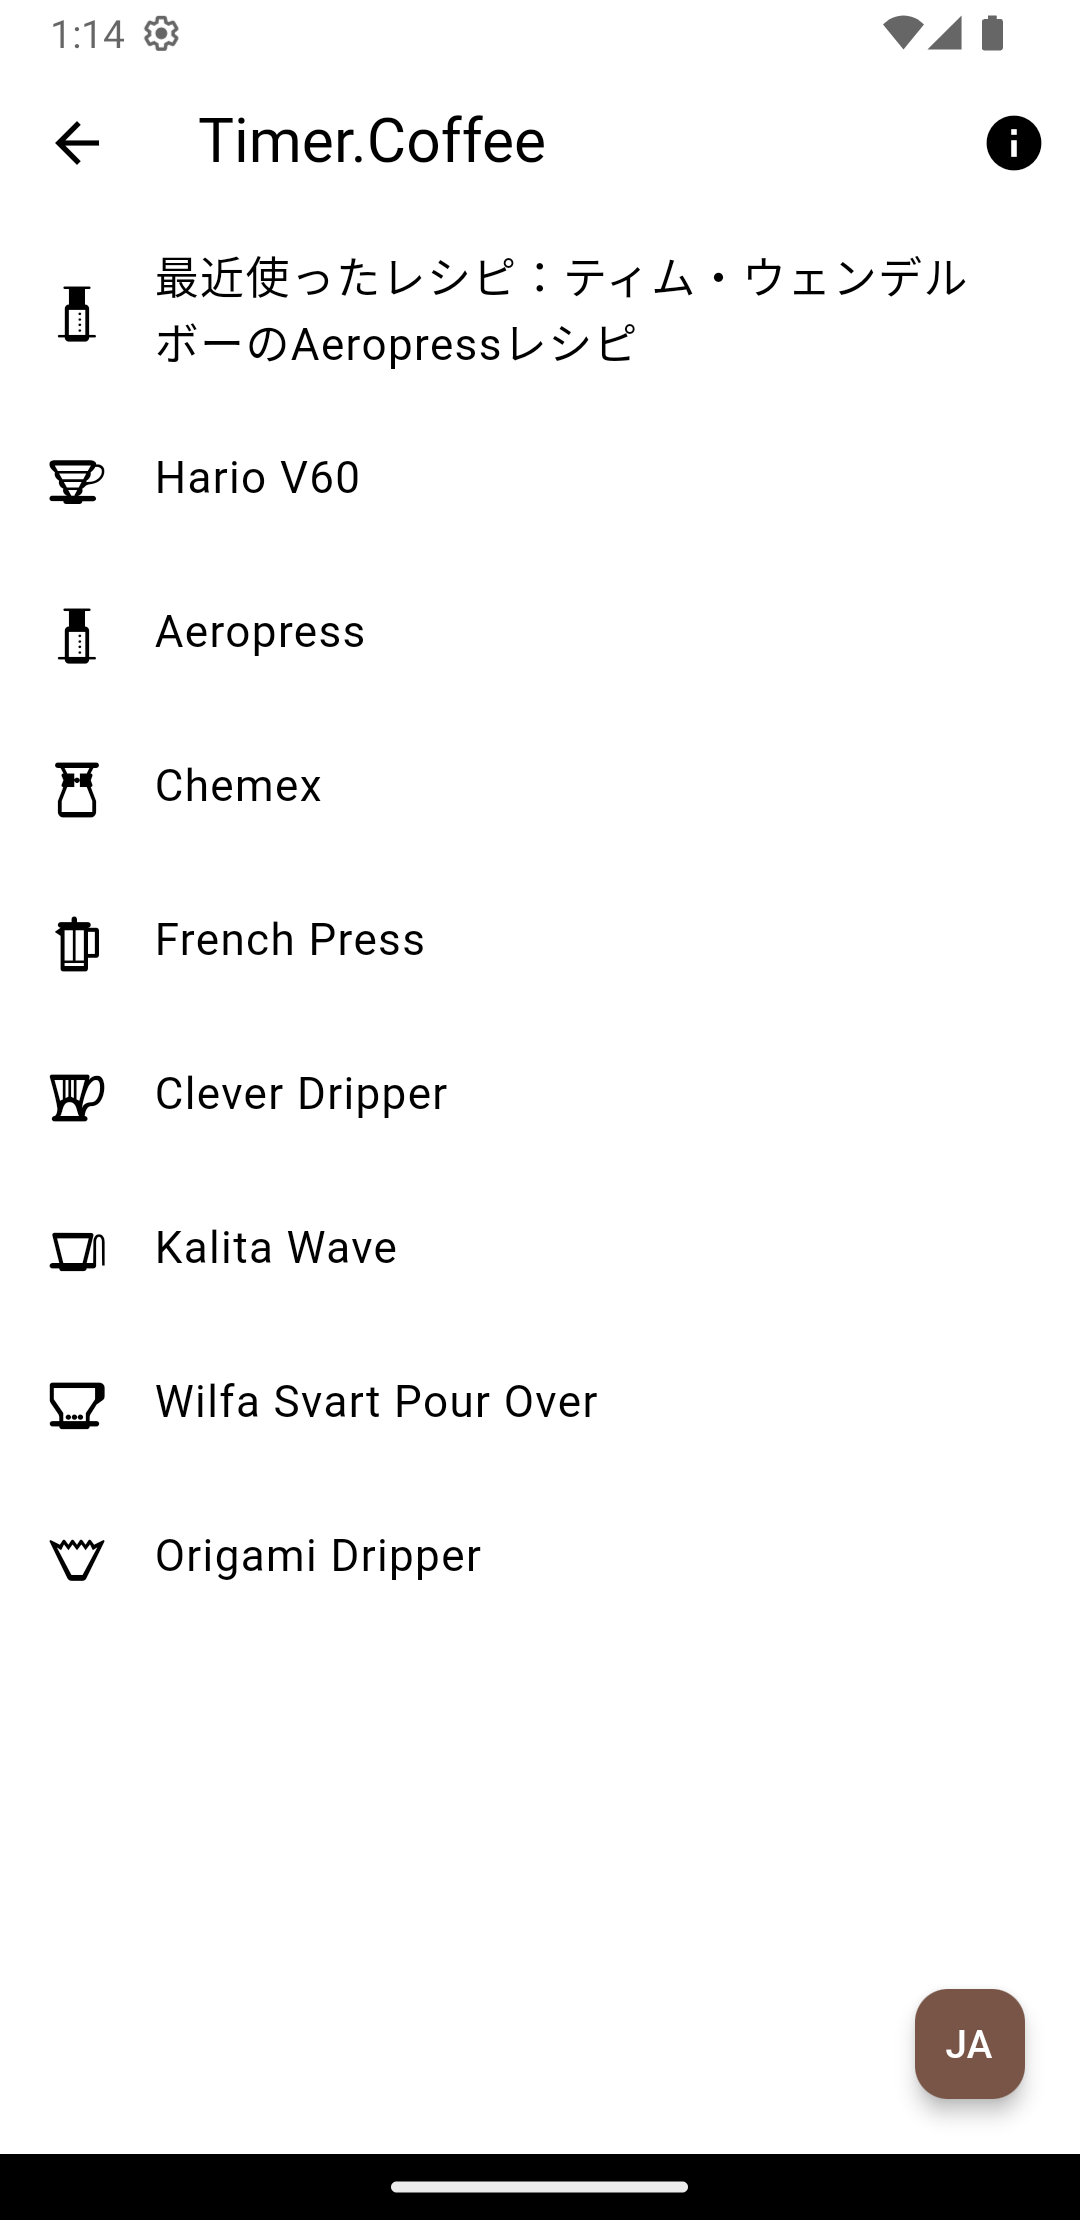 1:14
Timer.Coffee
最近使ったレシピ：ティム・ウェンデル
ボーのAeropressレシピ
Hario V60
Aeropress
Chemex
French Press
Clever Dripper
Kalita Wave
Wilfa Svart Pour Over
Origami Dripper
JA